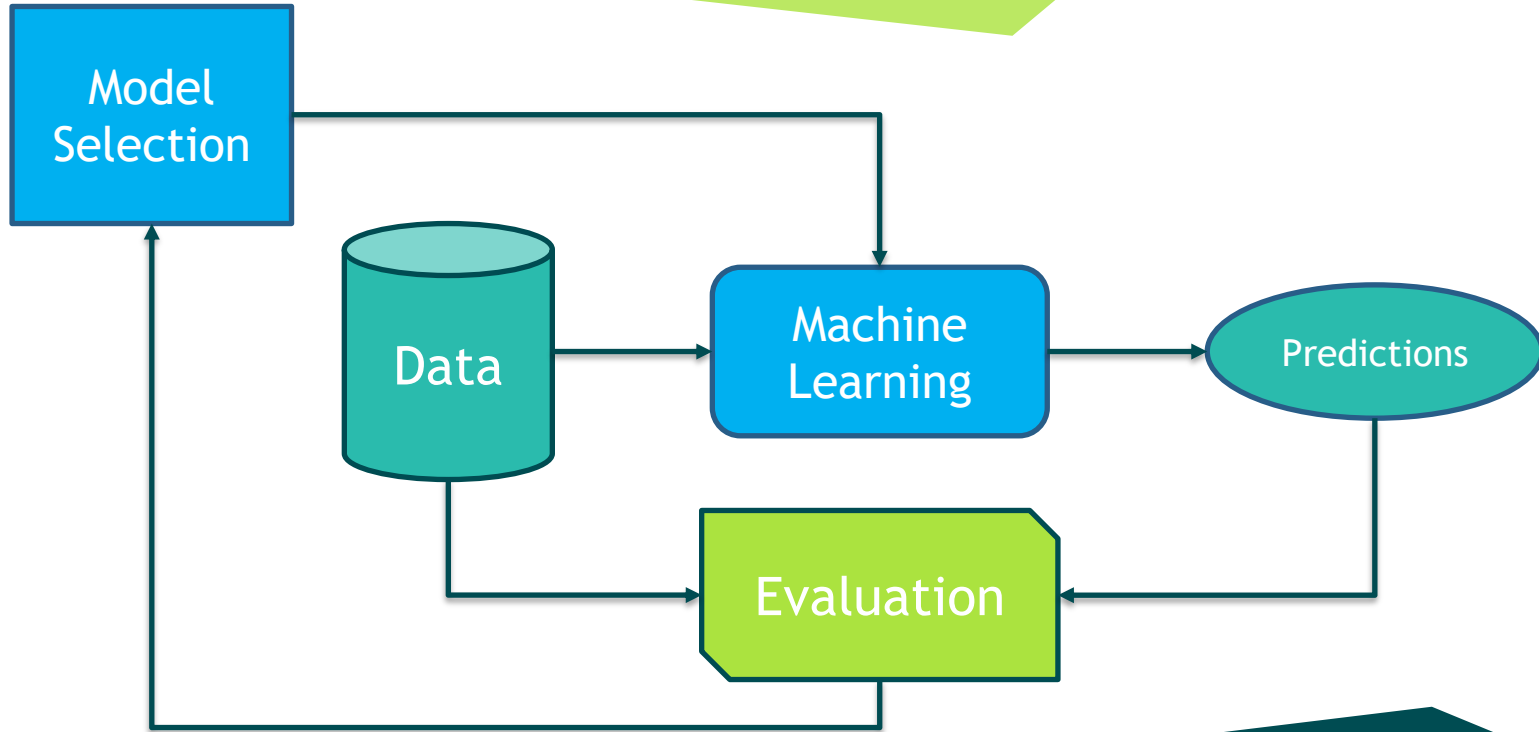 Model
Selection
Data
Machine
Learning
Predictions
Evaluation